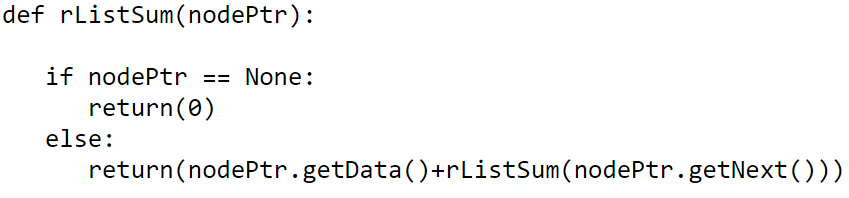 def rListSum(nodePtr):
if nodePtr == None:
return(0)
else:
return(nodePtr.getData()+rListSum(nodePtr.getNext()))